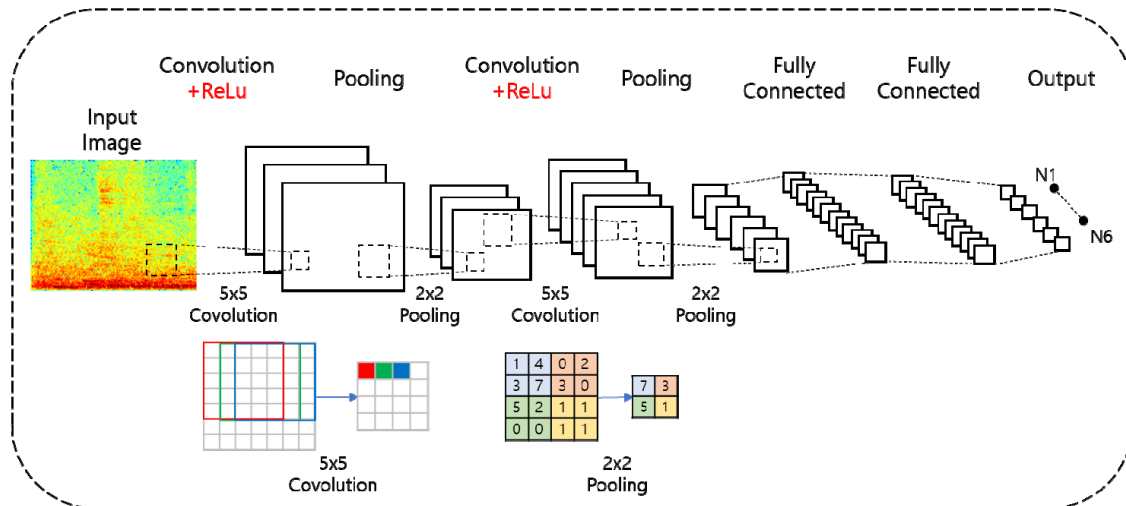 Convolution
+ReLu
Pooling
Convolution
+ReLu
Pooling
Fully
Connected
Fully
Connected
Output
Input
Image
N1
N6
5x5
Covolution
2x2
Pooling
5x5
Covolution
2x2
Pooling
1 4 0 2
3 7 3 0
5 2 1 1
0 0 1 1
7 3
5 1
5x5
Covolution
2x2
Pooling